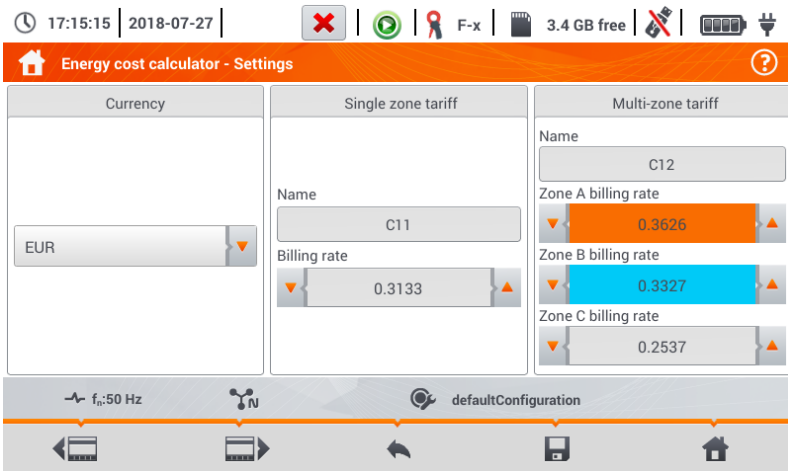 17:15:15 2018-07-27 F-x 3.4 GB free
Energy cost calculator - Settings ?
Currency
EUR
Single zone tariff
Name
C11
Billing rate
0.3133
Multi-zone tariff
Name
C12
Zone A billing rate
0.3626
Zone B billing rate
0.3327
Zone C billing rate
0.2537
fn:50 Hz N defaultConfiguration